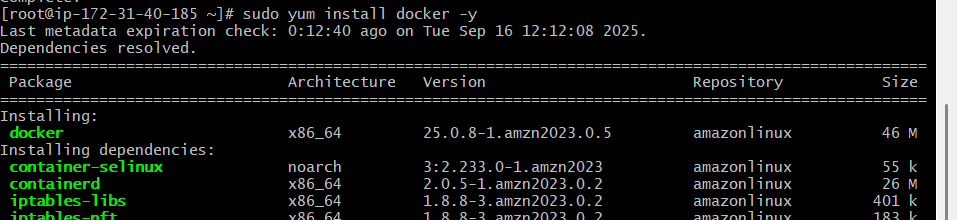 Complete!
[root@ip-172-31-40-185 ~]# sudo yum install docker -y
Last metadata expiration check: 0:12:40 ago on Tue Sep 16 12:12:08 2025.
Dependencies resolved.
================================================================================
Package Architecture Version Repository Size
================================================================================
Installing:
docker x86_64 25.0.8-1.amzn2023.0.5 amazonlinux 46 M
Installing dependencies:
container-selinux noarch 3:2.233.0-1.amzn2023 amazonlinux 55 k
containerd x86_64 2.0.5-1.amzn2023.0.2 amazonlinux 26 M
iptables-libs x86_64 1.8.8-3.amzn2023.0.2 amazonlinux 401 k
iptables-nft x86_64 1.8.8-3.amzn2023.0.2 amazonlinux 183 k